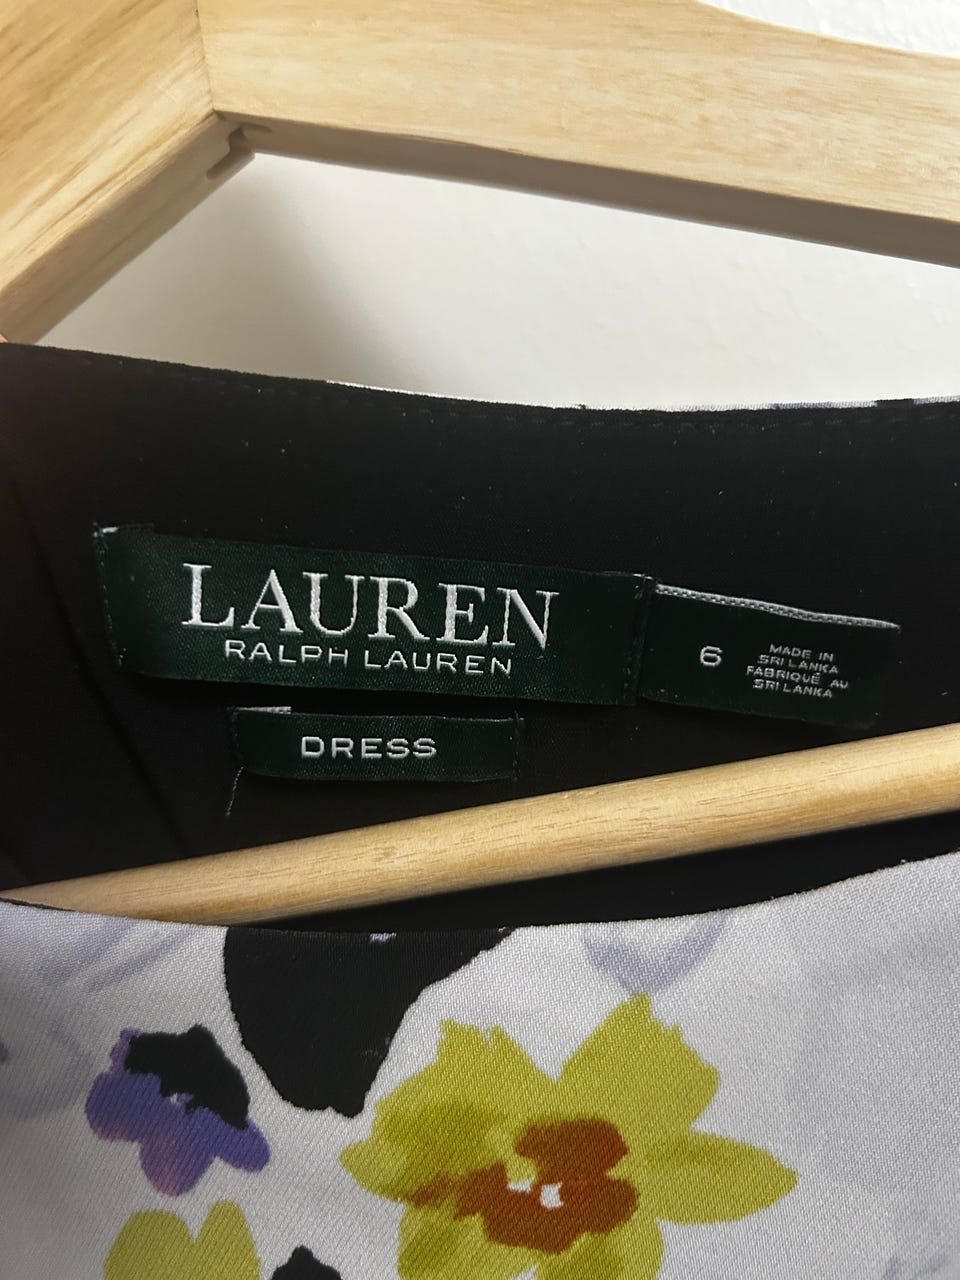 LAUREN
RALPH LAUREN
6
MADE IN
SRI LANKA
FABRIQUÉ AU
SRI LANKA
DRESS